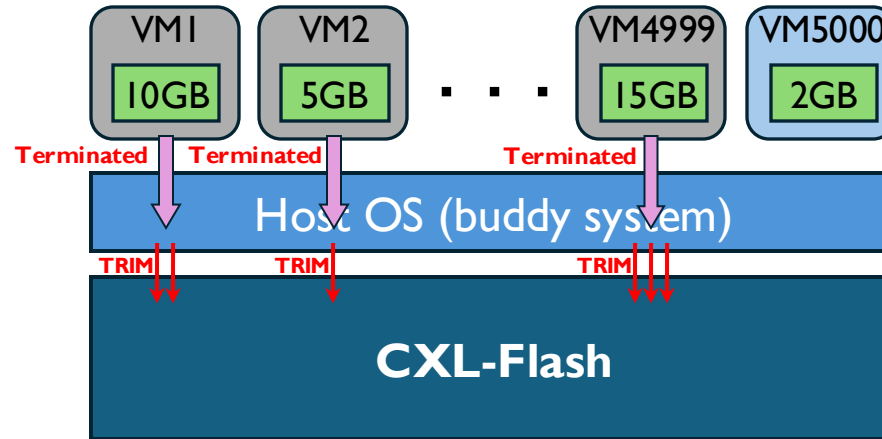 VM1
VM2
VM4999
VM5000
10GB
5GB
. . .
15GB
2GB
Terminated
Terminated
Terminated
Host OS (buddy system)
TRIM
TRIM
TRIM
CXL-Flash